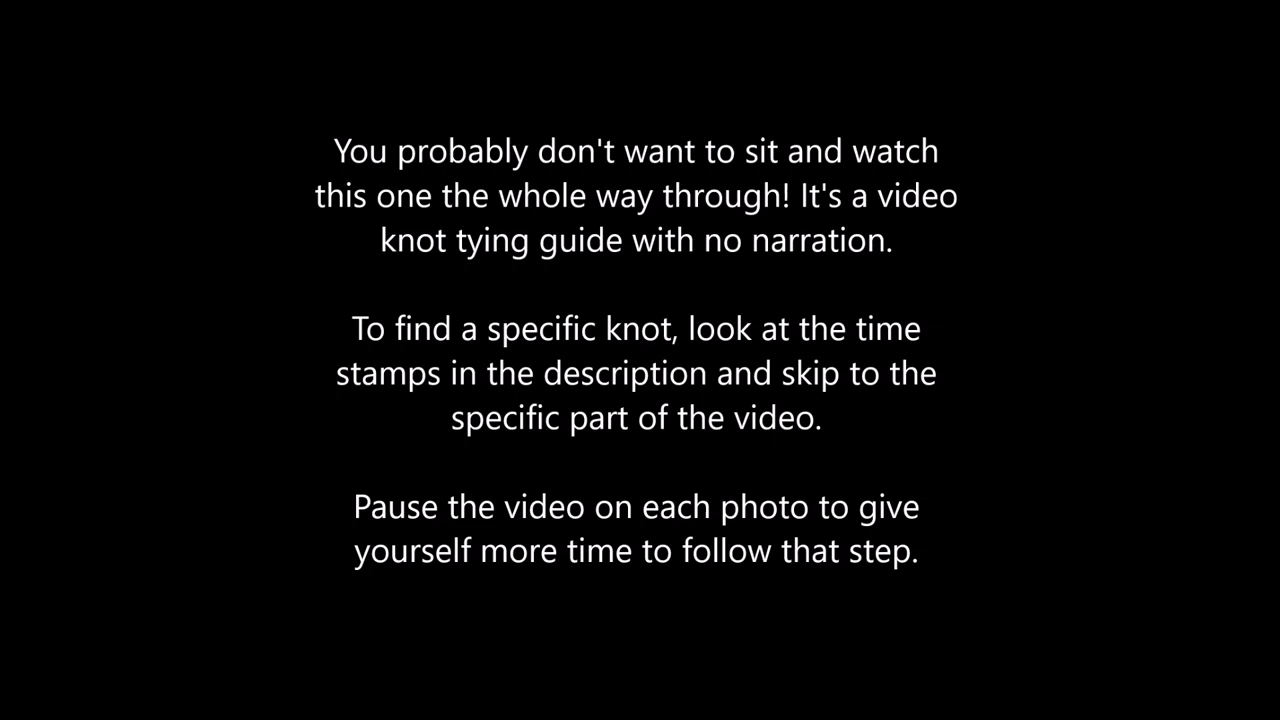 You probably don't want to sit and watch
this one the whole way through! It's a video
knot tying guide with no narration.
To find a specific knot, look at the time
stamps in the description and skip to the
specific part of the video.
Pause the video on each photo to give
yourself more time to follow that step.